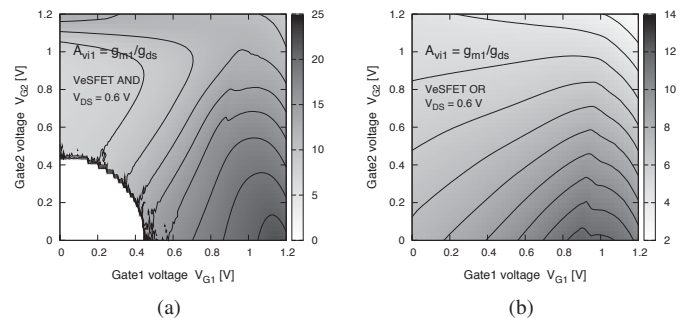 A_vi1 = g_m1/g_ds
VeSFET AND
V_DS = 0.6 V
Gate2 voltage V_G2 [V]
1.2
1
0.8
0.6
0.4
0.2
0
0 0.2 0.4 0.6 0.8 1 1.2
Gate1 voltage V_G1 [V]
25
20
15
10
5
0
(a)
A_vi1 = g_m1/g_ds
VeSFET OR
V_DS = 0.6 V
Gate2 voltage V_G2 [V]
1.2
1
0.8
0.6
0.4
0.2
0
0 0.2 0.4 0.6 0.8 1 1.2
Gate1 voltage V_G1 [V]
14
12
10
8
6
4
2
(b)